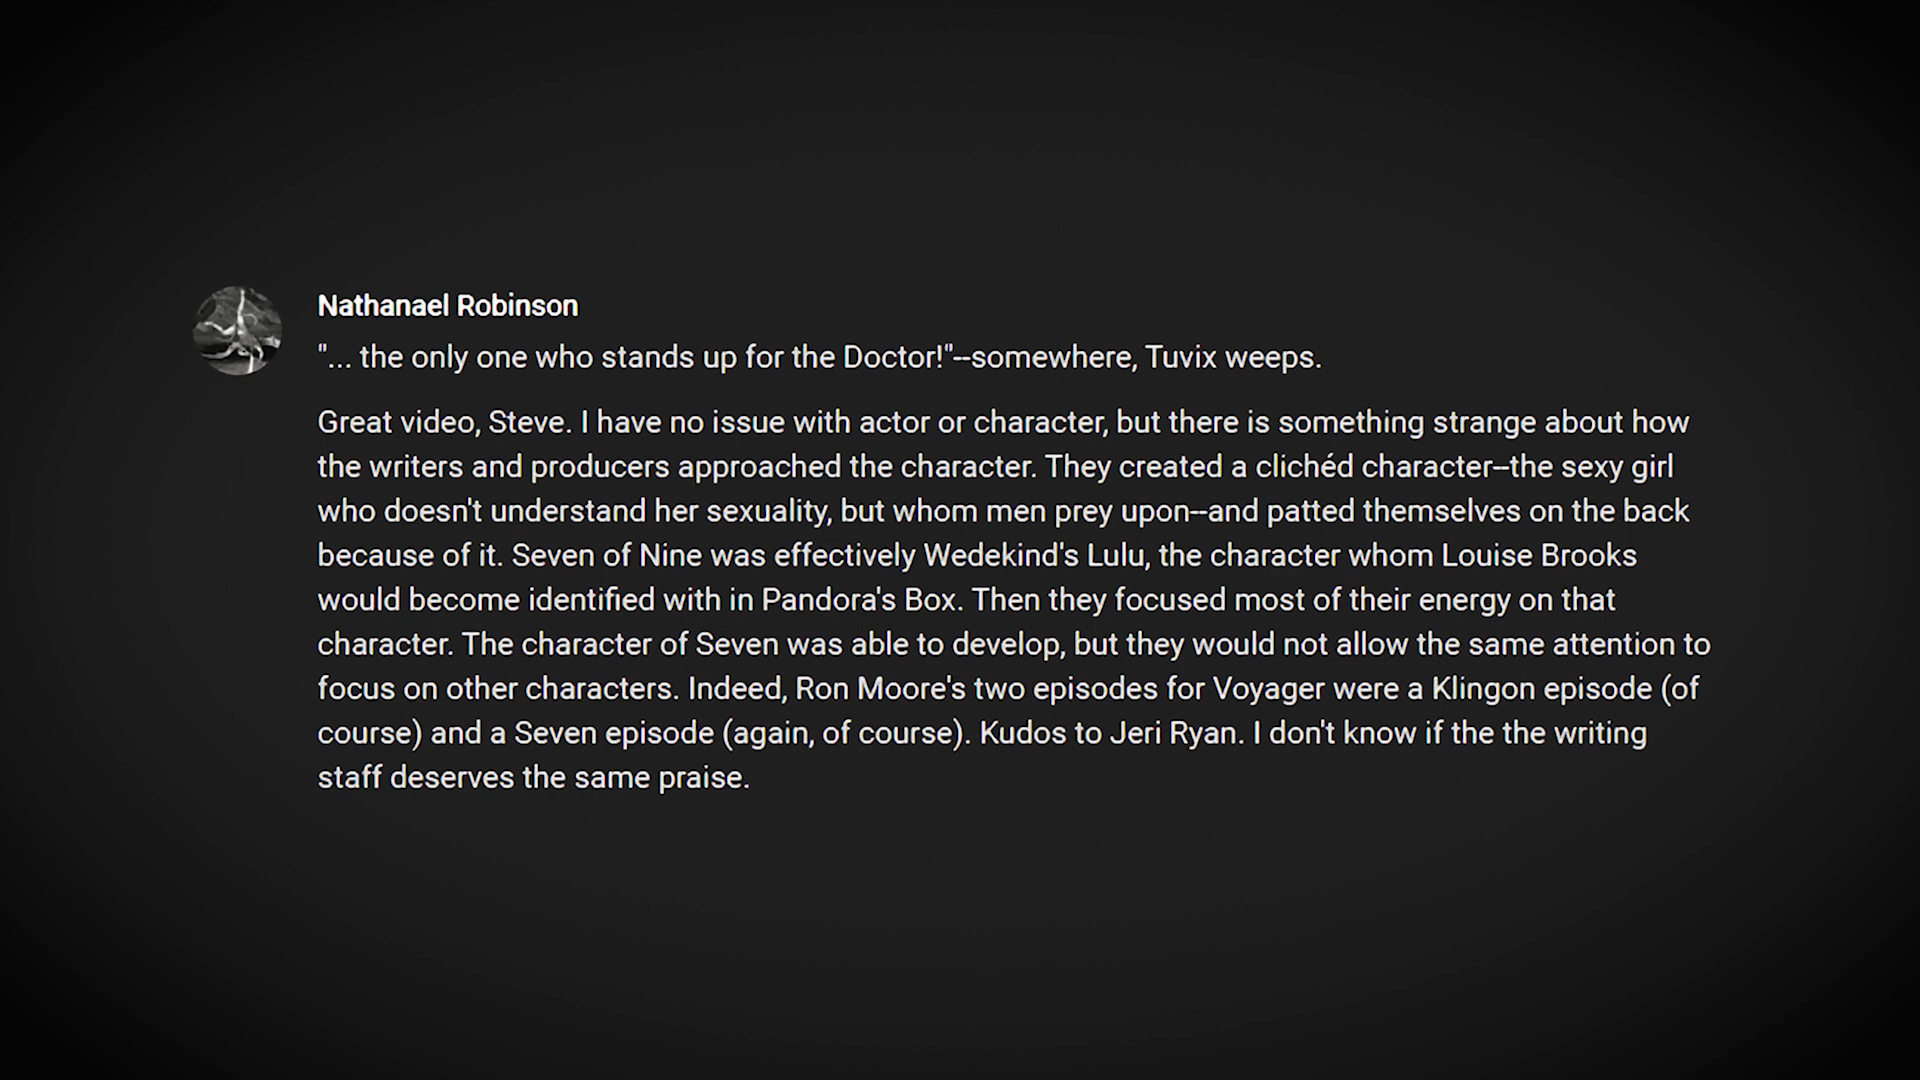 Nathanael Robinson
"... the only one who stands up for the Doctor!"--somewhere, Tuvix weeps.
Great video, Steve. I have no issue with actor or character, but there is something strange about how
the writers and producers approached the character. They created a clichéd character--the sexy girl
who doesn't understand her sexuality, but whom men prey upon--and patted themselves on the back
because of it. Seven of Nine was effectively Wedekind's Lulu, the character whom Louise Brooks
would become identified with in Pandora's Box. Then they focused most of their energy on that
character. The character of Seven was able to develop, but they would not allow the same attention to
focus on other characters. Indeed, Ron Moore's two episodes for Voyager were a Klingon episode (of
course) and a Seven episode (again, of course). Kudos to Jeri Ryan. I don't know if the the writing
staff deserves the same praise.